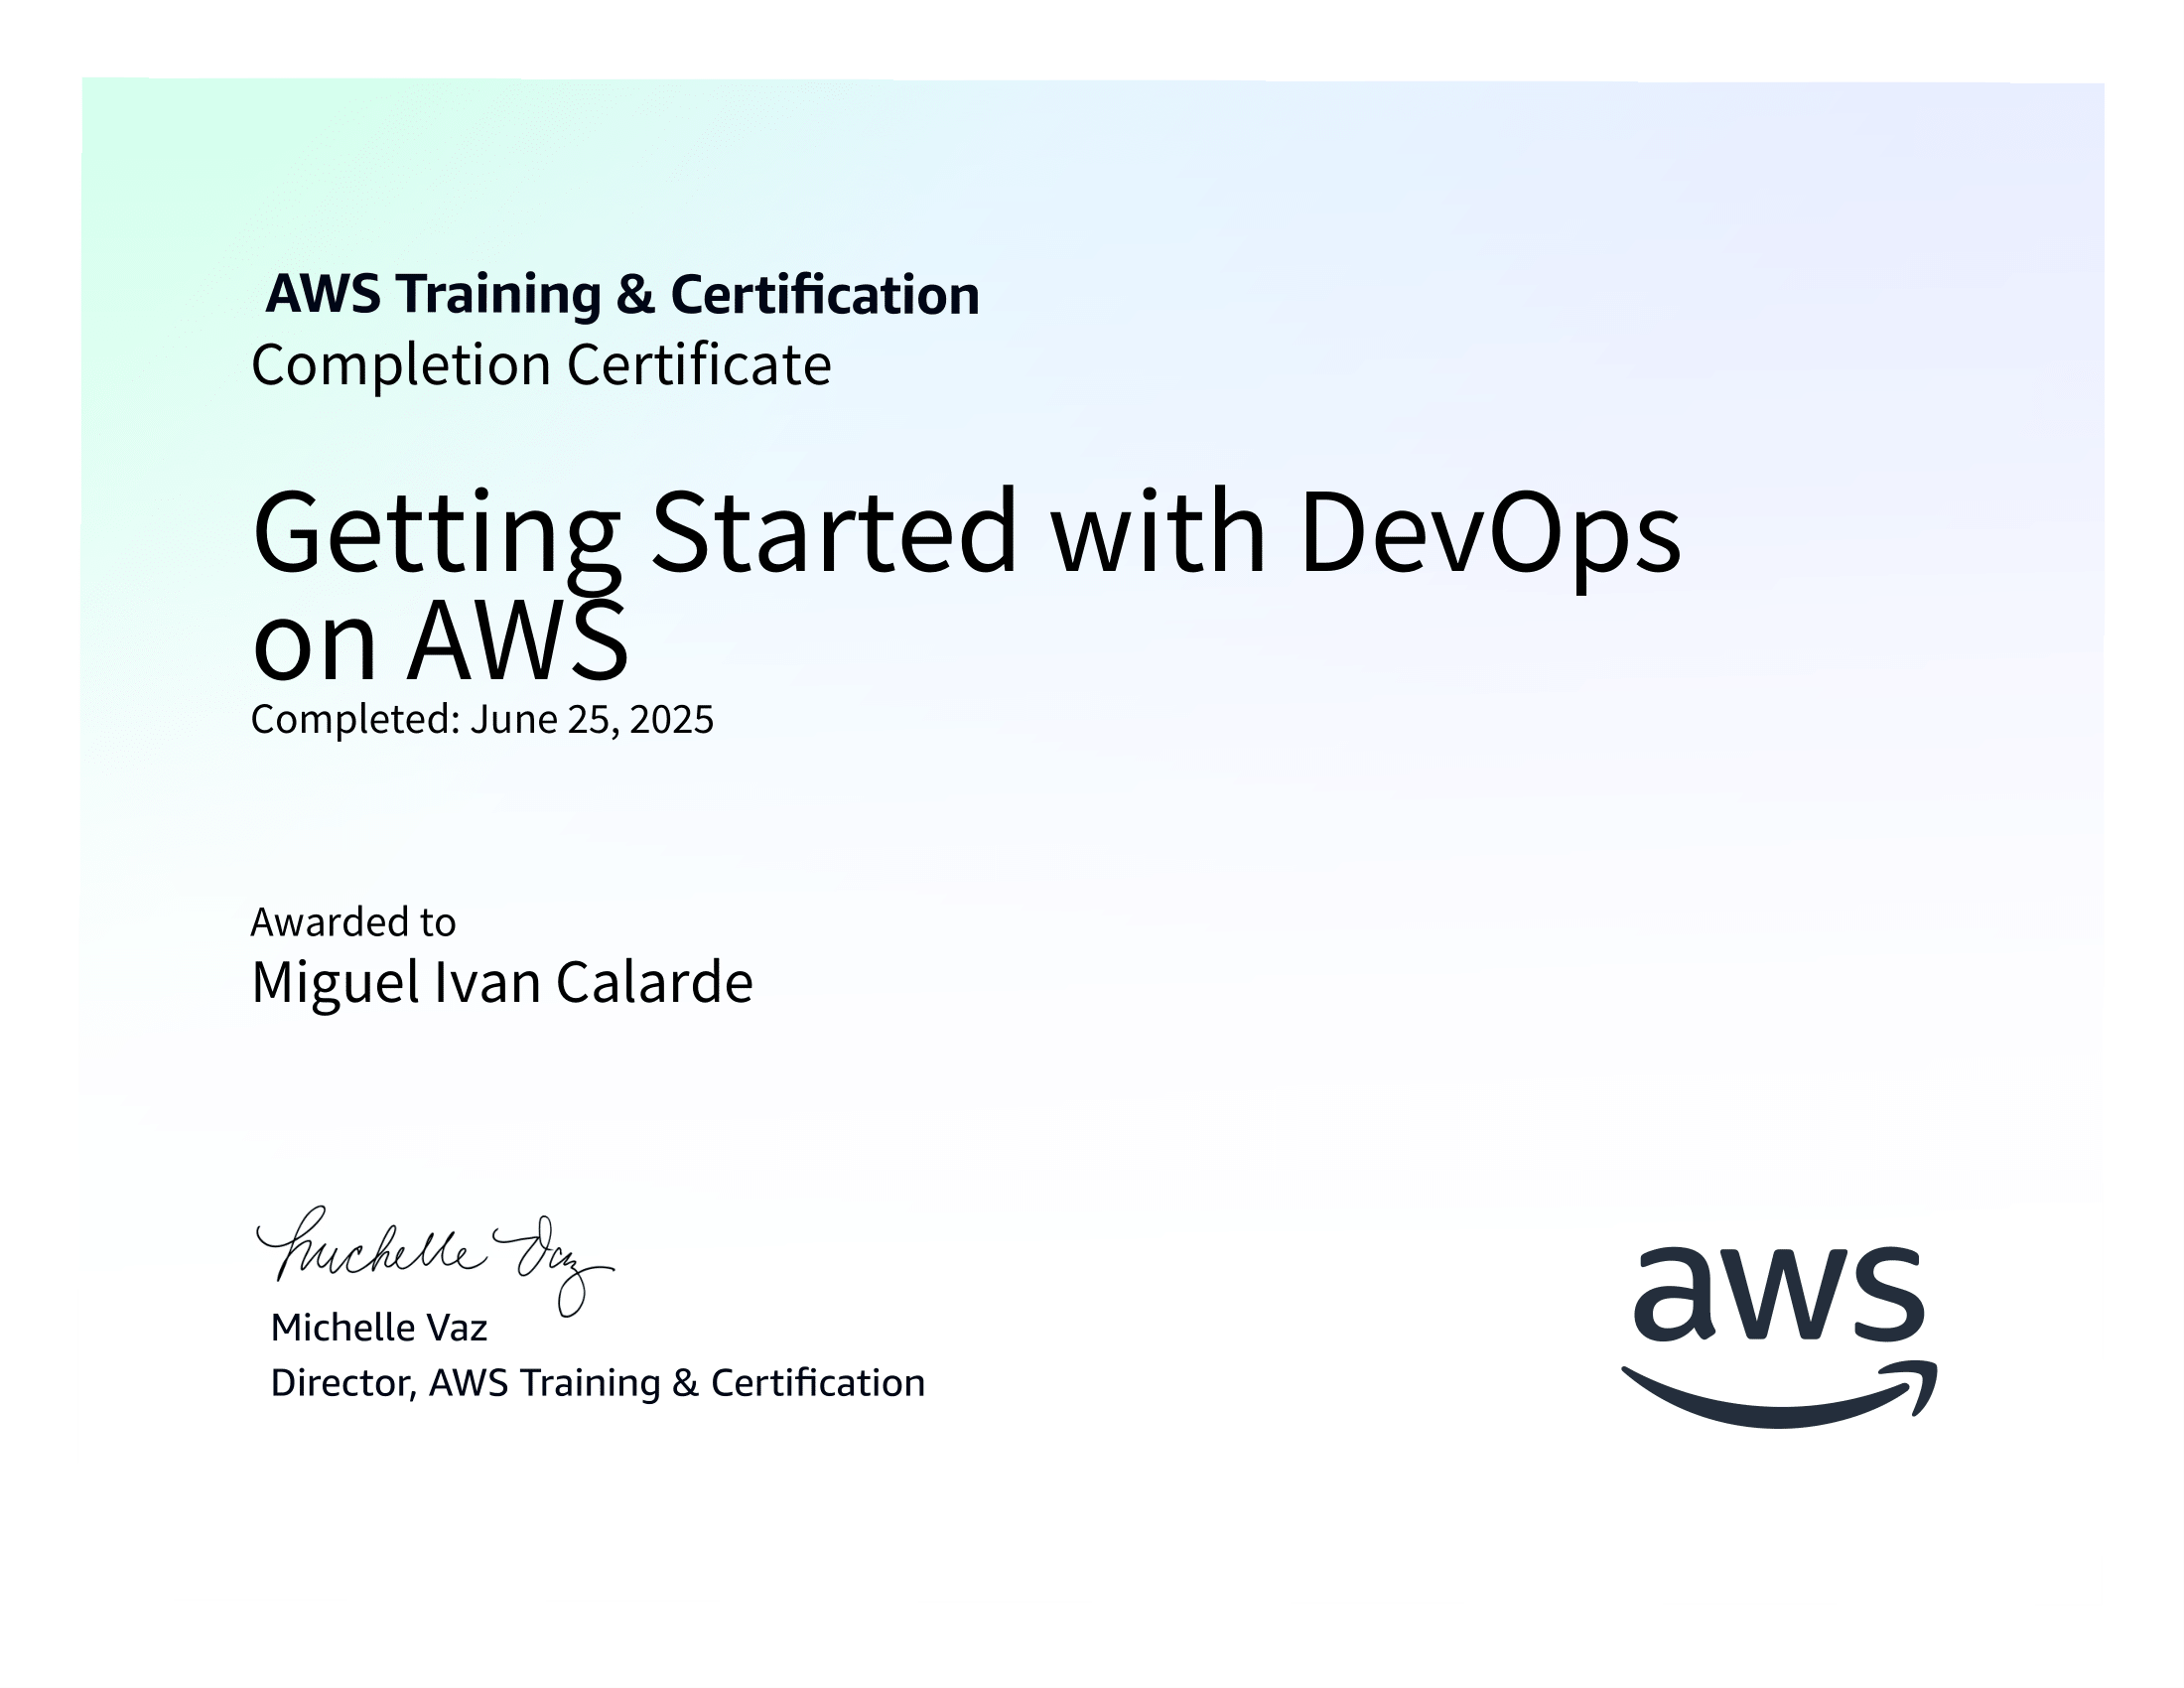 AWS Training & Certification
Completion Certificate
Getting Started with DevOps
on AWS
Completed: June 25, 2025
Awarded to
Miguel Ivan Calarde
Michelle Vaz
Michelle Vaz
Director, AWS Training & Certification
aws